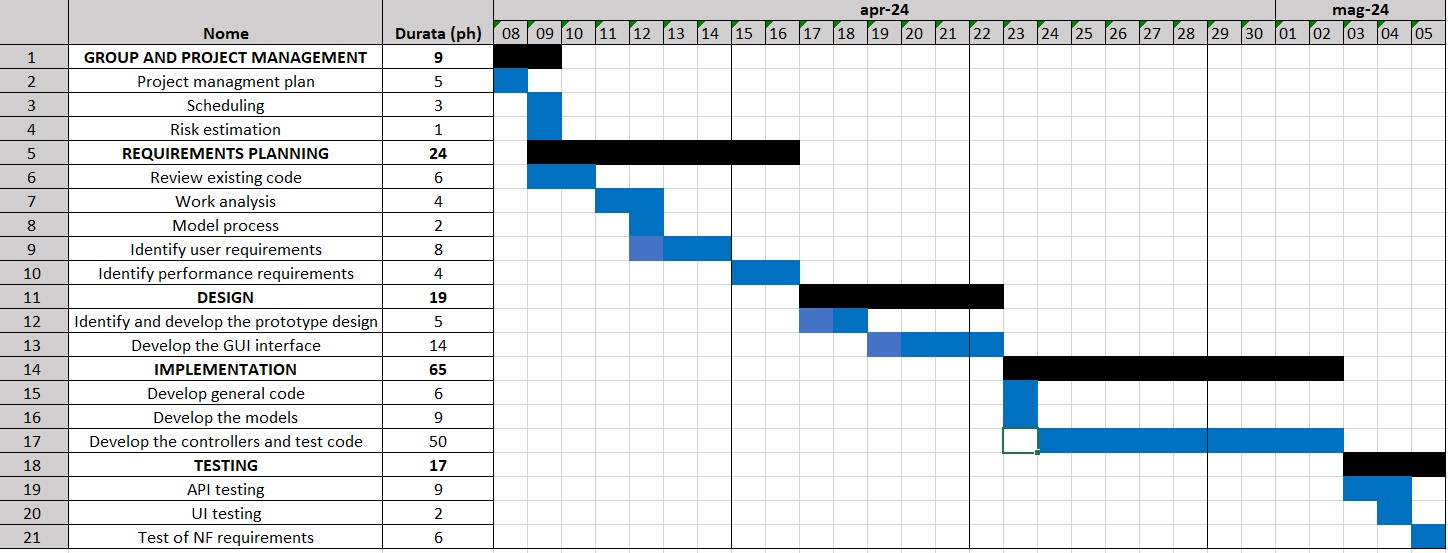 apr-24 mag-24
Nome Durata (ph) 08 09 10 11 12 13 14 15 16 17 18 19 20 21 22 23 24 25 26 27 28 29 30 01 02 03 04 05
1 GROUP AND PROJECT MANAGEMENT 9
2 Project managment plan 5
3 Scheduling 3
4 Risk estimation 1
5 REQUIREMENTS PLANNING 24
6 Review existing code 6
7 Work analysis 4
8 Model process 2
9 Identify user requirements 8
10 Identify performance requirements 4
11 DESIGN 19
12 Identify and develop the prototype design 5
13 Develop the GUI interface 14
14 IMPLEMENTATION 65
15 Develop general code 6
16 Develop the models 9
17 Develop the controllers and test code 50
18 TESTING 17
19 API testing 9
20 UI testing 2
21 Test of NF requirements 6